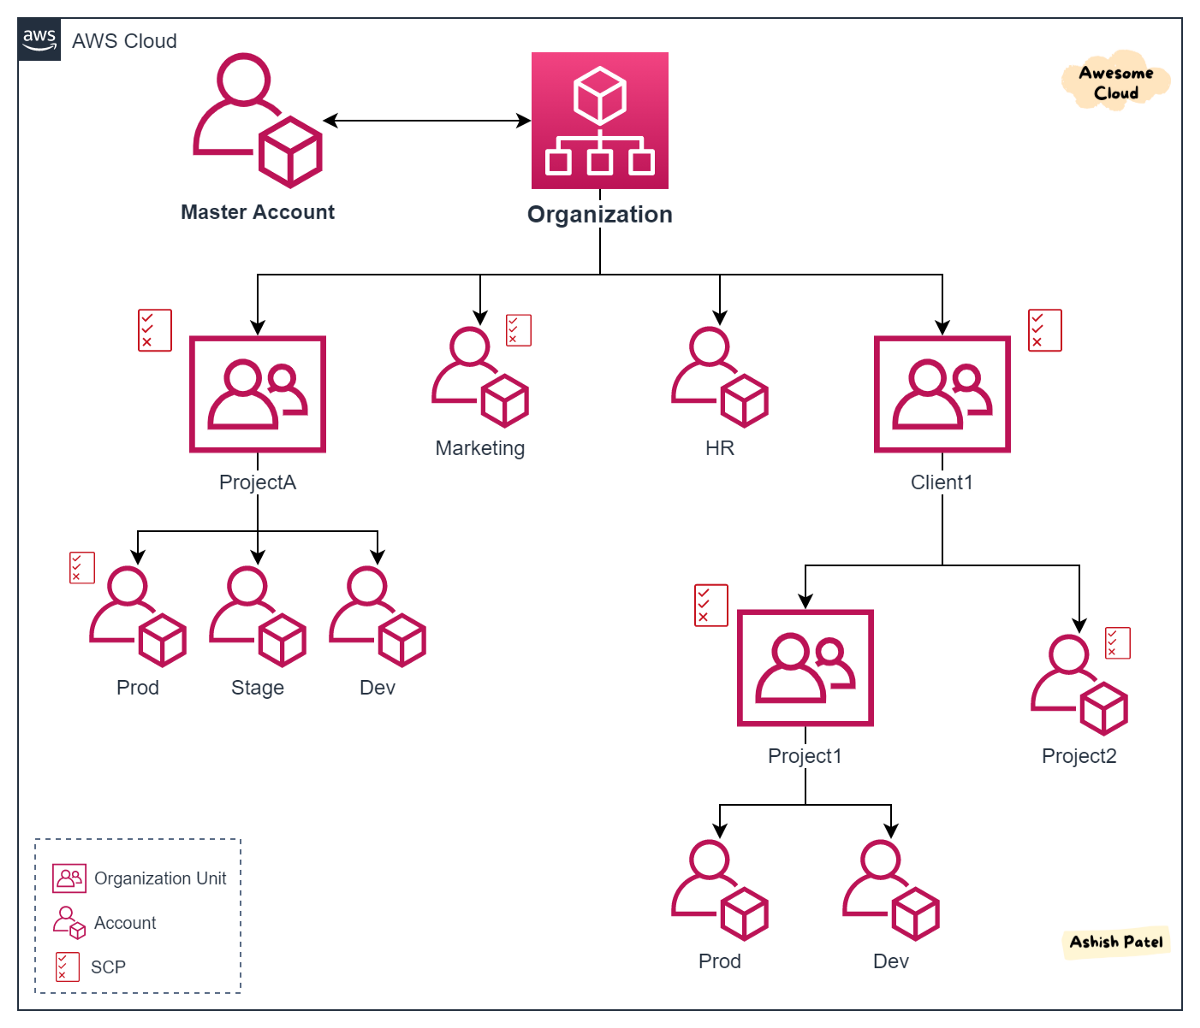 aws
AWS Cloud
Awesome
Cloud
Master Account
Organization
ProjectA
Marketing
HR
Client1
Prod
Stage
Dev
Project1
Project2
Prod
Dev
Organization Unit
Account
SCP
Ashish Patel